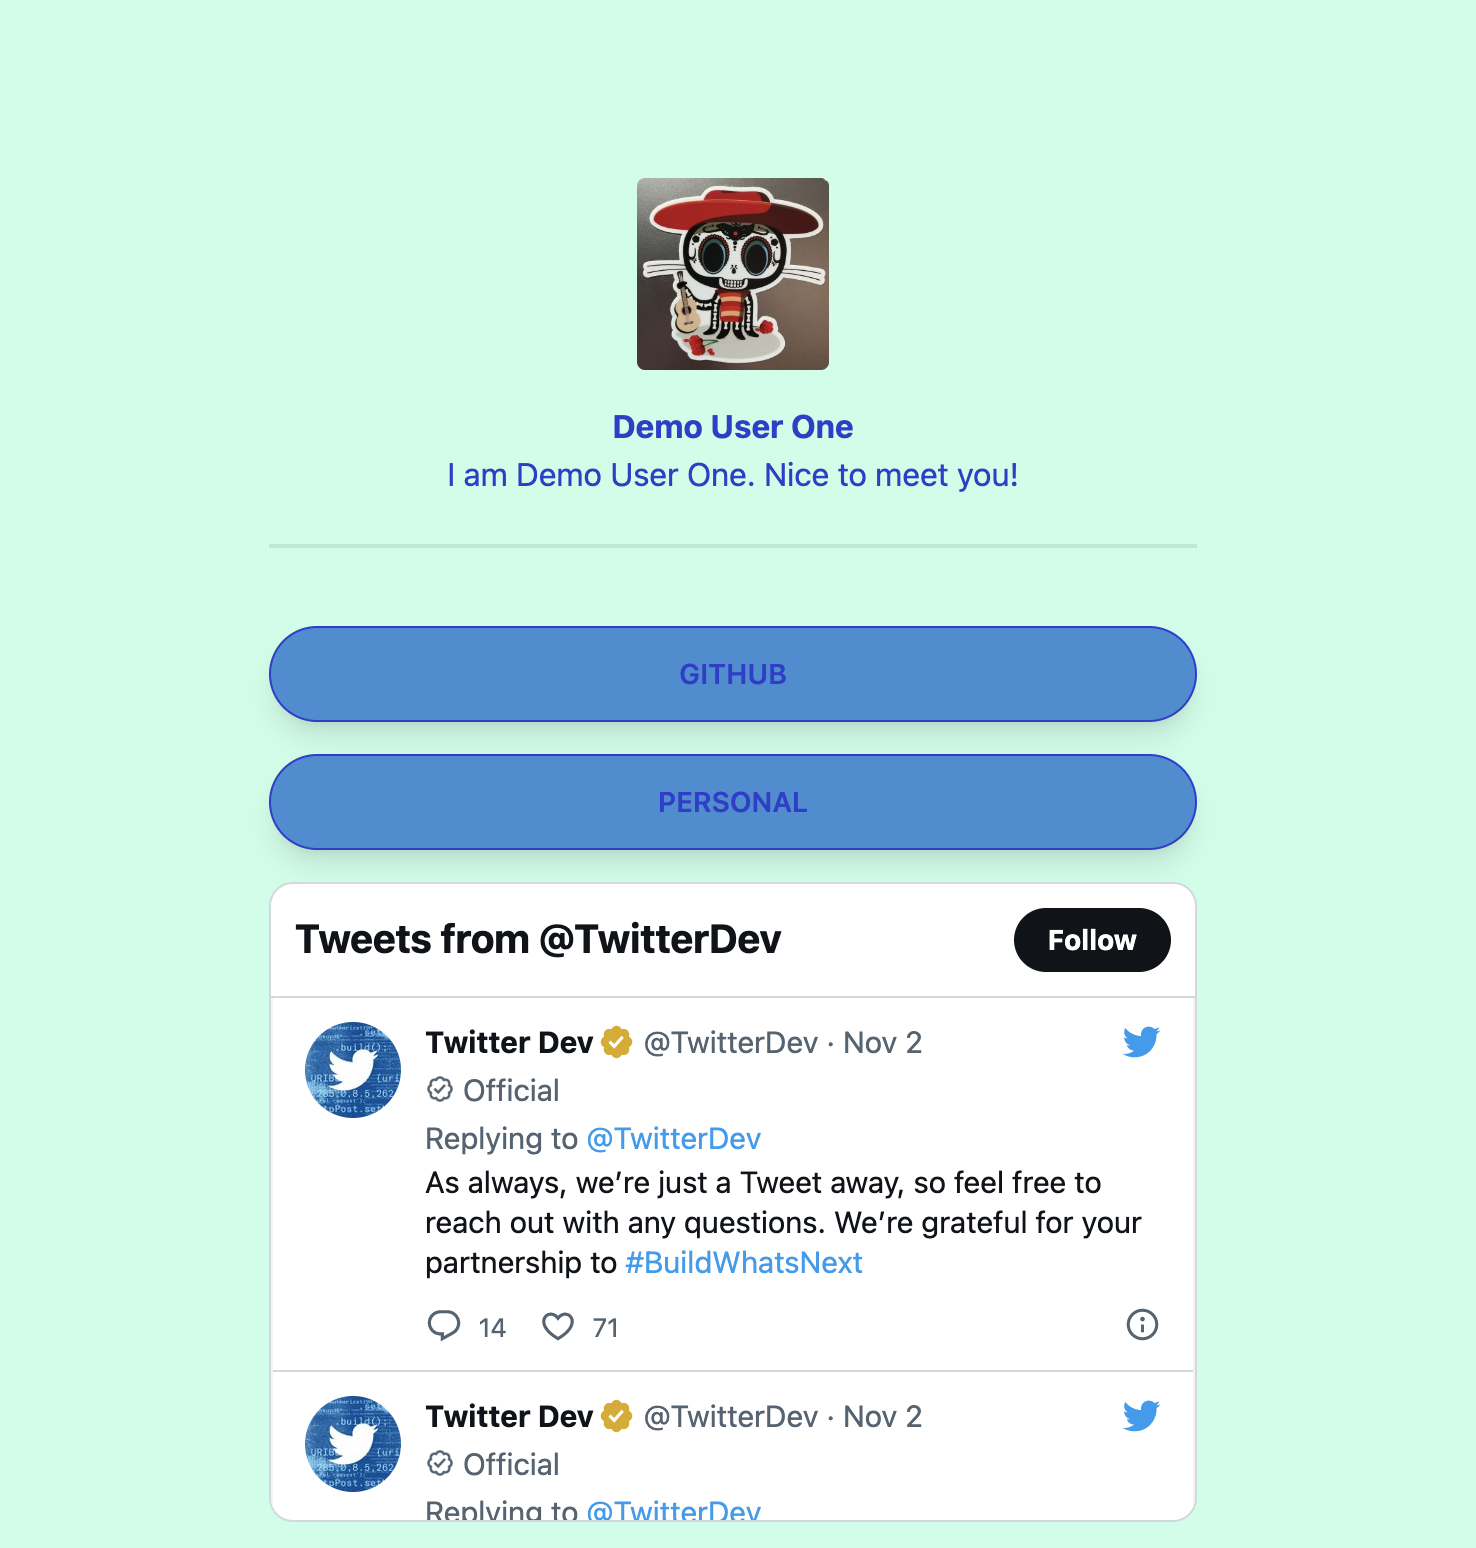 Demo User One
I am Demo User One. Nice to meet you!
GITHUB
PERSONAL
Tweets from @TwitterDev
Follow
Twitter Dev @TwitterDev · Nov 2
Official
Replying to @TwitterDev
As always, we’re just a Tweet away, so feel free to
reach out with any questions. We’re grateful for your
partnership to #BuildWhatsNext
14 71
Twitter Dev @TwitterDev · Nov 2
Official
Replying to @TwitterDev